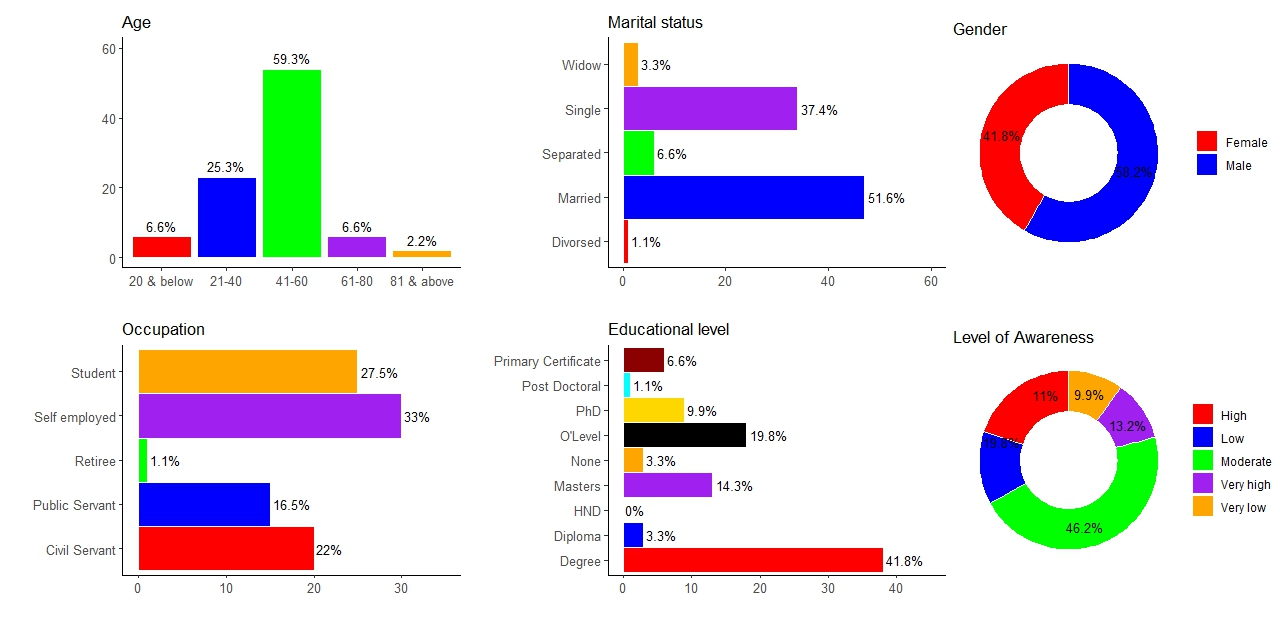 Age
60
40
20
0
6.6%
25.3%
59.3%
6.6%
2.2%
20 & below
21-40
41-60
61-80
81 & above
Marital status
Widow
3.3%
Single
37.4%
Separated
6.6%
Married
51.6%
Divorsed
1.1%
0
20
40
60
Gender
41.8%
58.2%
Female
Male
Occupation
Student
27.5%
Self employed
33%
Retiree
1.1%
Public Servant
16.5%
Civil Servant
22%
0
10
20
30
Educational level
Primary Certificate
6.6%
Post Doctoral
1.1%
PhD
9.9%
O'Level
19.8%
None
3.3%
Masters
14.3%
HND
0%
Diploma
3.3%
Degree
41.8%
0
10
20
30
40
Level of Awareness
11%
9.9%
13.2%
19.8%
46.2%
High
Low
Moderate
Very high
Very low